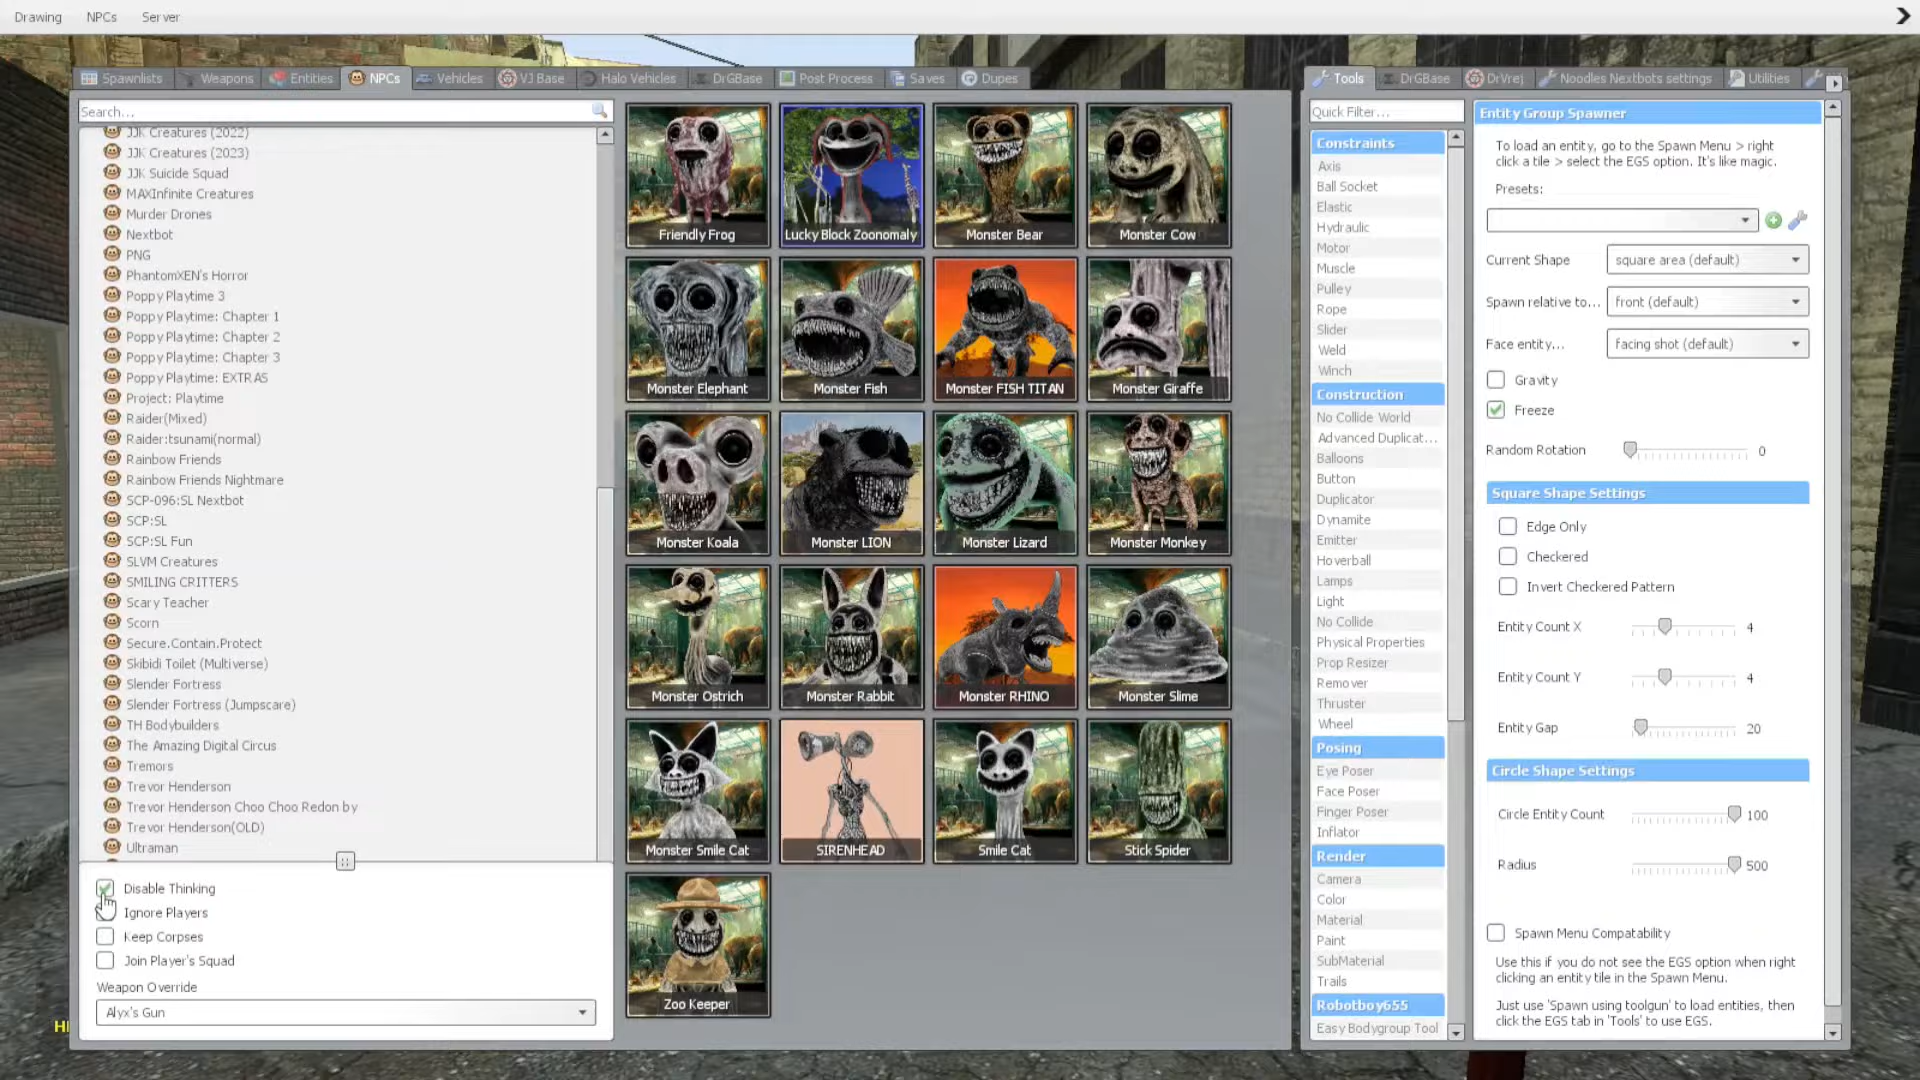 Drawing NPCs Server
Spawnlists Weapons Entities NPCs Vehicles VJ Base Halo Vehicles DrGBase Post Process Saves Dupes
Search...
JJK Creatures (2022)
JJK Creatures (2023)
JJK Suicide Squad
MAXInfinite Creatures
Murder Drones
Nextbot
PNG
PhantomXEN's Horror
Poppy Playtime 3
Poppy Playtime: Chapter 1
Poppy Playtime: Chapter 2
Poppy Playtime: Chapter 3
Poppy Playtime: EXTRAS
Project: Playtime
Raider(Mixed)
Raider:tsunami(normal)
Rainbow Friends
Rainbow Friends Nightmare
SCP-096:SL Nextbot
SCP:SL
SCP:SL Fun
SLVM Creatures
SMILING CRITTERS
Scary Teacher
Scorn
Secure.Contain.Protect
Skibidi Toilet (Multiverse)
Slender Fortress
Slender Fortress (Jumpscare)
TH Bodybuilders
The Amazing Digital Circus
Tremors
Trevor Henderson
Trevor Henderson Choo Choo Redon by
Trevor Henderson(OLD)
Ultraman
Disable Thinking
Ignore Players
Keep Corpses
Join Player's Squad
Weapon Override
Alyx's Gun
Friendly Frog
Lucky Block Zoonomaly
Monster Bear
Monster Cow
Monster Elephant
Monster Fish
Monster FISH TITAN
Monster Giraffe
Monster Koala
Monster LION
Monster Lizard
Monster Monkey
Monster Ostrich
Monster Rabbit
Monster RHINO
Monster Slime
Monster Smile Cat
SIRENHEAD
Smile Cat
Stick Spider
Zoo Keeper
Tools DrGBase DrVrej Noodles Nextbots settings Utilities
Quick Filter...
Constraints
Axis
Ball Socket
Elastic
Hydraulic
Motor
Muscle
Pulley
Rope
Slider
Weld
Winch
Construction
No Collide World
Advanced Duplicat...
Balloons
Button
Duplicator
Dynamite
Emitter
Hoverball
Lamps
Light
No Collide
Physical Properties
Prop Resizer
Remover
Thruster
Wheel
Posing
Eye Poser
Face Poser
Finger Poser
Inflator
Render
Camera
Color
Material
Paint
SubMaterial
Trails
Robotboy655
Easy Bodygroup Tool
Entity Group Spawner
To load an entity, go to the Spawn Menu > right
click a tile > select the EGS option. It's like magic.
Presets:
Current Shape square area (default)
Spawn relative to... front (default)
Face entity... facing shot (default)
Gravity
Freeze
Random Rotation 0
Square Shape Settings
Edge Only
Checkered
Invert Checkered Pattern
Entity Count X 4
Entity Count Y 4
Entity Gap 20
Circle Shape Settings
Circle Entity Count 100
Radius 500
Spawn Menu Compatability
Use this if you do not see the EGS option when right
clicking an entity tile in the Spawn Menu.
Just use 'Spawn using toolgun' to load entities, then
click the EGS tab in 'Tools' to use EGS.